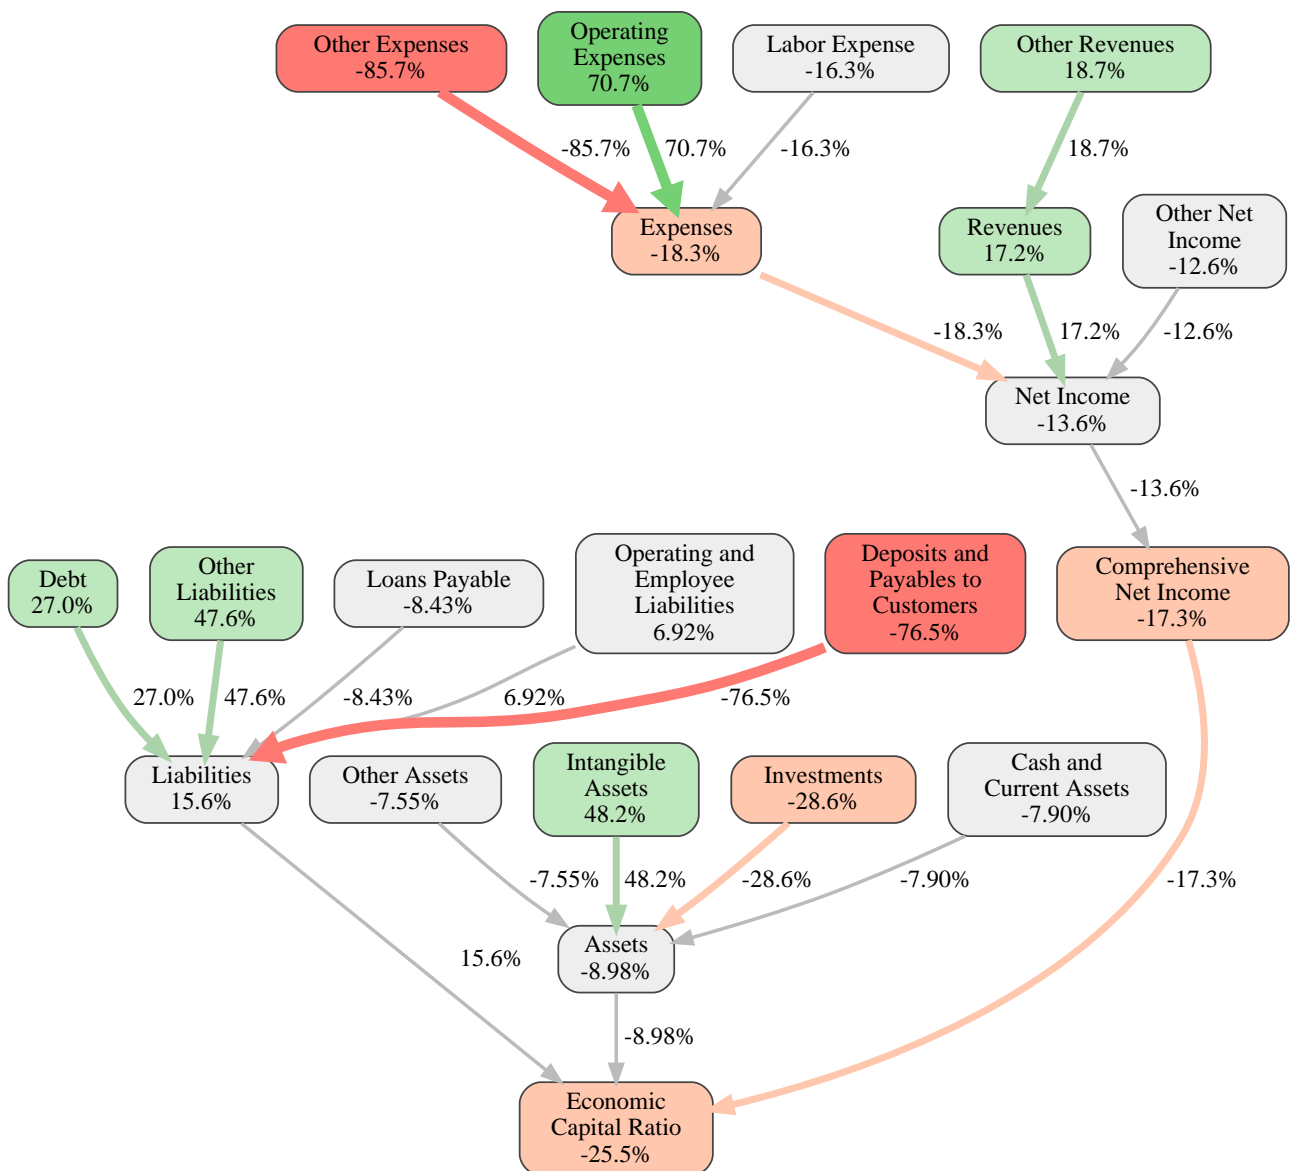 Other Expenses
-85.7%
Operating
Expenses
70.7%
Labor Expense
-16.3%
Other Revenues
18.7%
-85.7%
70.7%
-16.3%
18.7%
Expenses
-18.3%
Revenues
17.2%
Other Net
Income
-12.6%
-18.3%
17.2%
-12.6%
Net Income
-13.6%
-13.6%
Debt
27.0%
Other
Liabilities
47.6%
Loans Payable
-8.43%
Operating and
Employee
Liabilities
6.92%
Deposits and
Payables to
Customers
-76.5%
Comprehensive
Net Income
-17.3%
27.0%
47.6%
-8.43%
6.92%
-76.5%
Liabilities
15.6%
Other Assets
-7.55%
Intangible
Assets
48.2%
Investments
-28.6%
Cash and
Current Assets
-7.90%
-7.55%
48.2%
-28.6%
-7.90%
-17.3%
15.6%
Assets
-8.98%
-8.98%
Economic
Capital Ratio
-25.5%